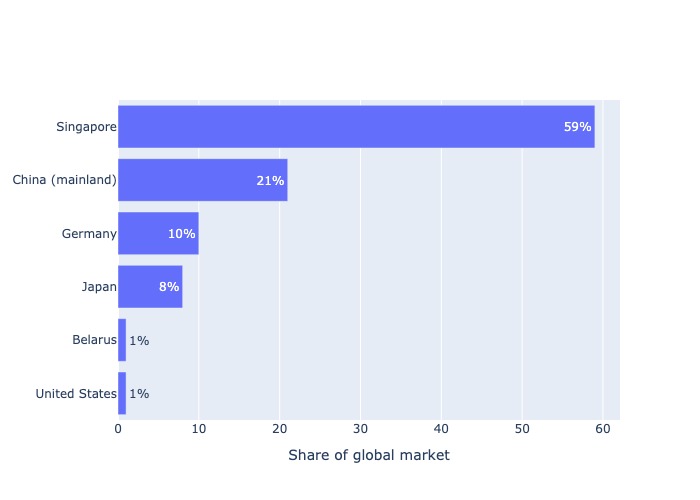 Singapore 59%
China (mainland) 21%
Germany 10%
Japan 8%
Belarus 1%
United States 1%
0 10 20 30 40 50 60
Share of global market